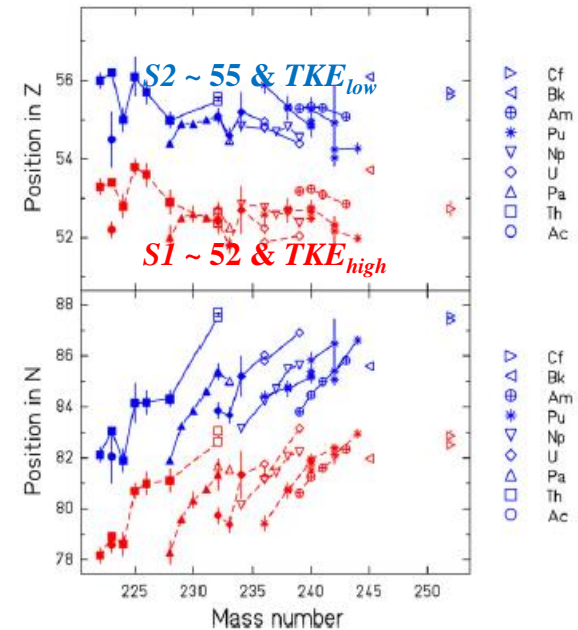 S2 ~ 55 & TKE_low
S1 ~ 52 & TKE_high
Position in Z
56
54
52
Cf
Bk
Am
Pu
Np
U
Pa
Th
Ac
Position in N
88
86
84
82
80
78
Cf
Bk
Am
Pu
Np
U
Pa
Th
Ac
225 230 235 240 245 250
Mass number